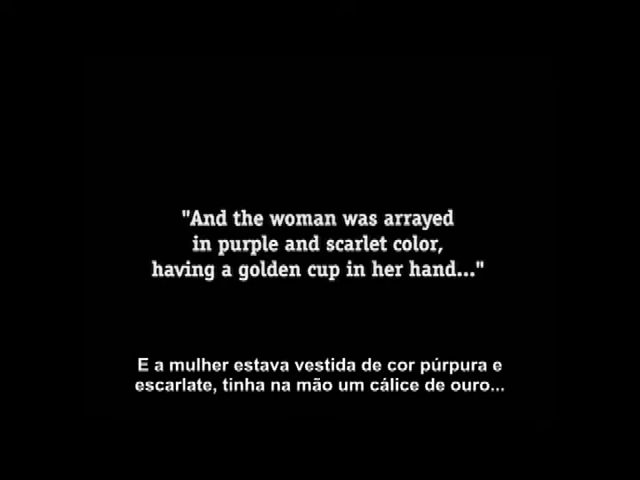 "And the woman was arrayed
in purple and scarlet color,
having a golden cup in her hand..."
E a mulher estava vestida de cor púrpura e
escarlate, tinha na mão um cálice de ouro...